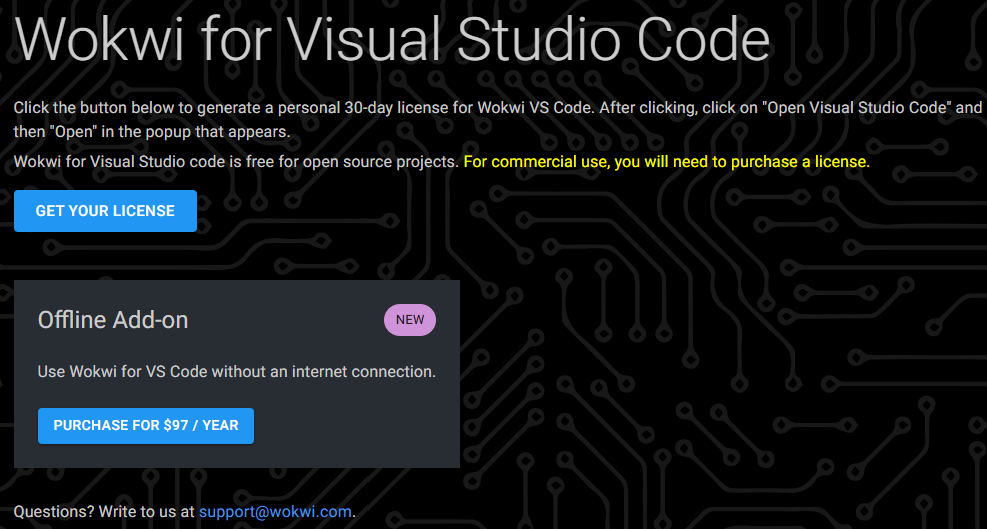 Wokwi for Visual Studio Code
Click the button below to generate a personal 30-day license for Wokwi VS Code. After clicking, click on "Open Visual Studio Code" and
then "Open" in the popup that appears.
Wokwi for Visual Studio code is free for open source projects. For commercial use, you will need to purchase a license.
GET YOUR LICENSE
Offline Add-on
NEW
Use Wokwi for VS Code without an internet connection.
PURCHASE FOR $97 / YEAR
Questions? Write to us at support@wokwi.com.